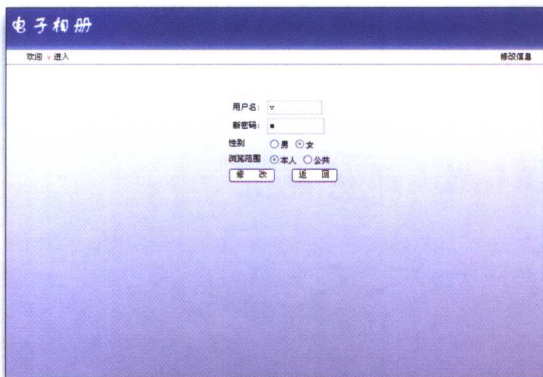 电子相册
欢迎 > 进入 修改信息
用户名: v
新密码: ●
性别 男 女
浏览范围 本人 公共
修 改 返 回